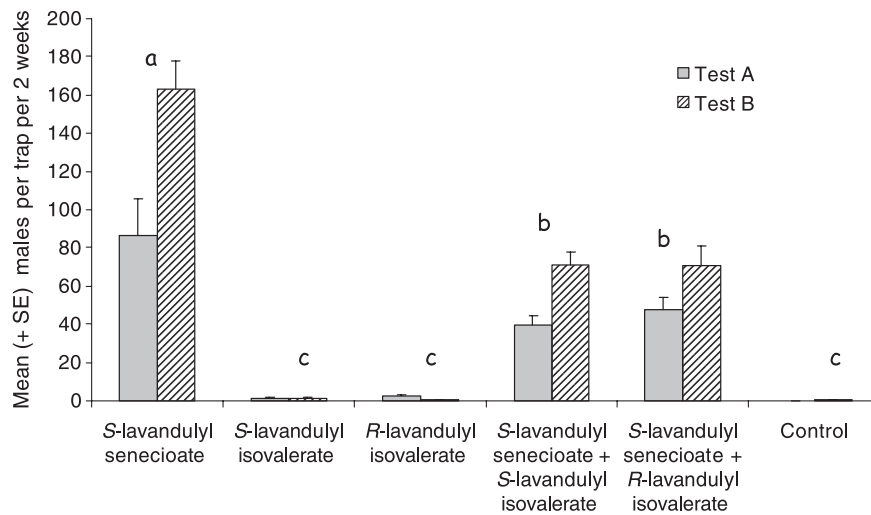 Mean (+ SE) males per trap per 2 weeks
200
180
160
140
120
100
80
60
40
20
0
a
c
c
b
b
c
Test A
Test B
S-lavandulyl
senecioate
S-lavandulyl
isovalerate
R-lavandulyl
isovalerate
S-lavandulyl
senecioate +
S-lavandulyl
isovalerate
S-lavandulyl
senecioate +
R-lavandulyl
isovalerate
Control